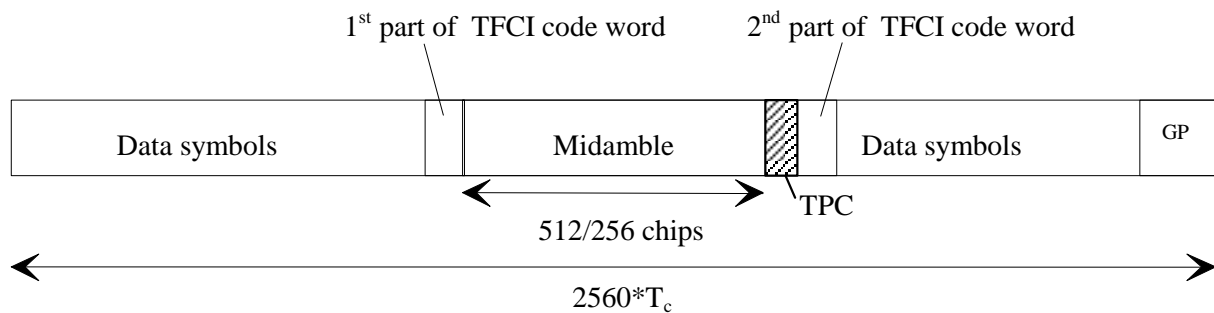 1st part of TFCI code word
2nd part of TFCI code word
Data symbols
Midamble
Data symbols
GP
TPC
512/256 chips
2560*Tc